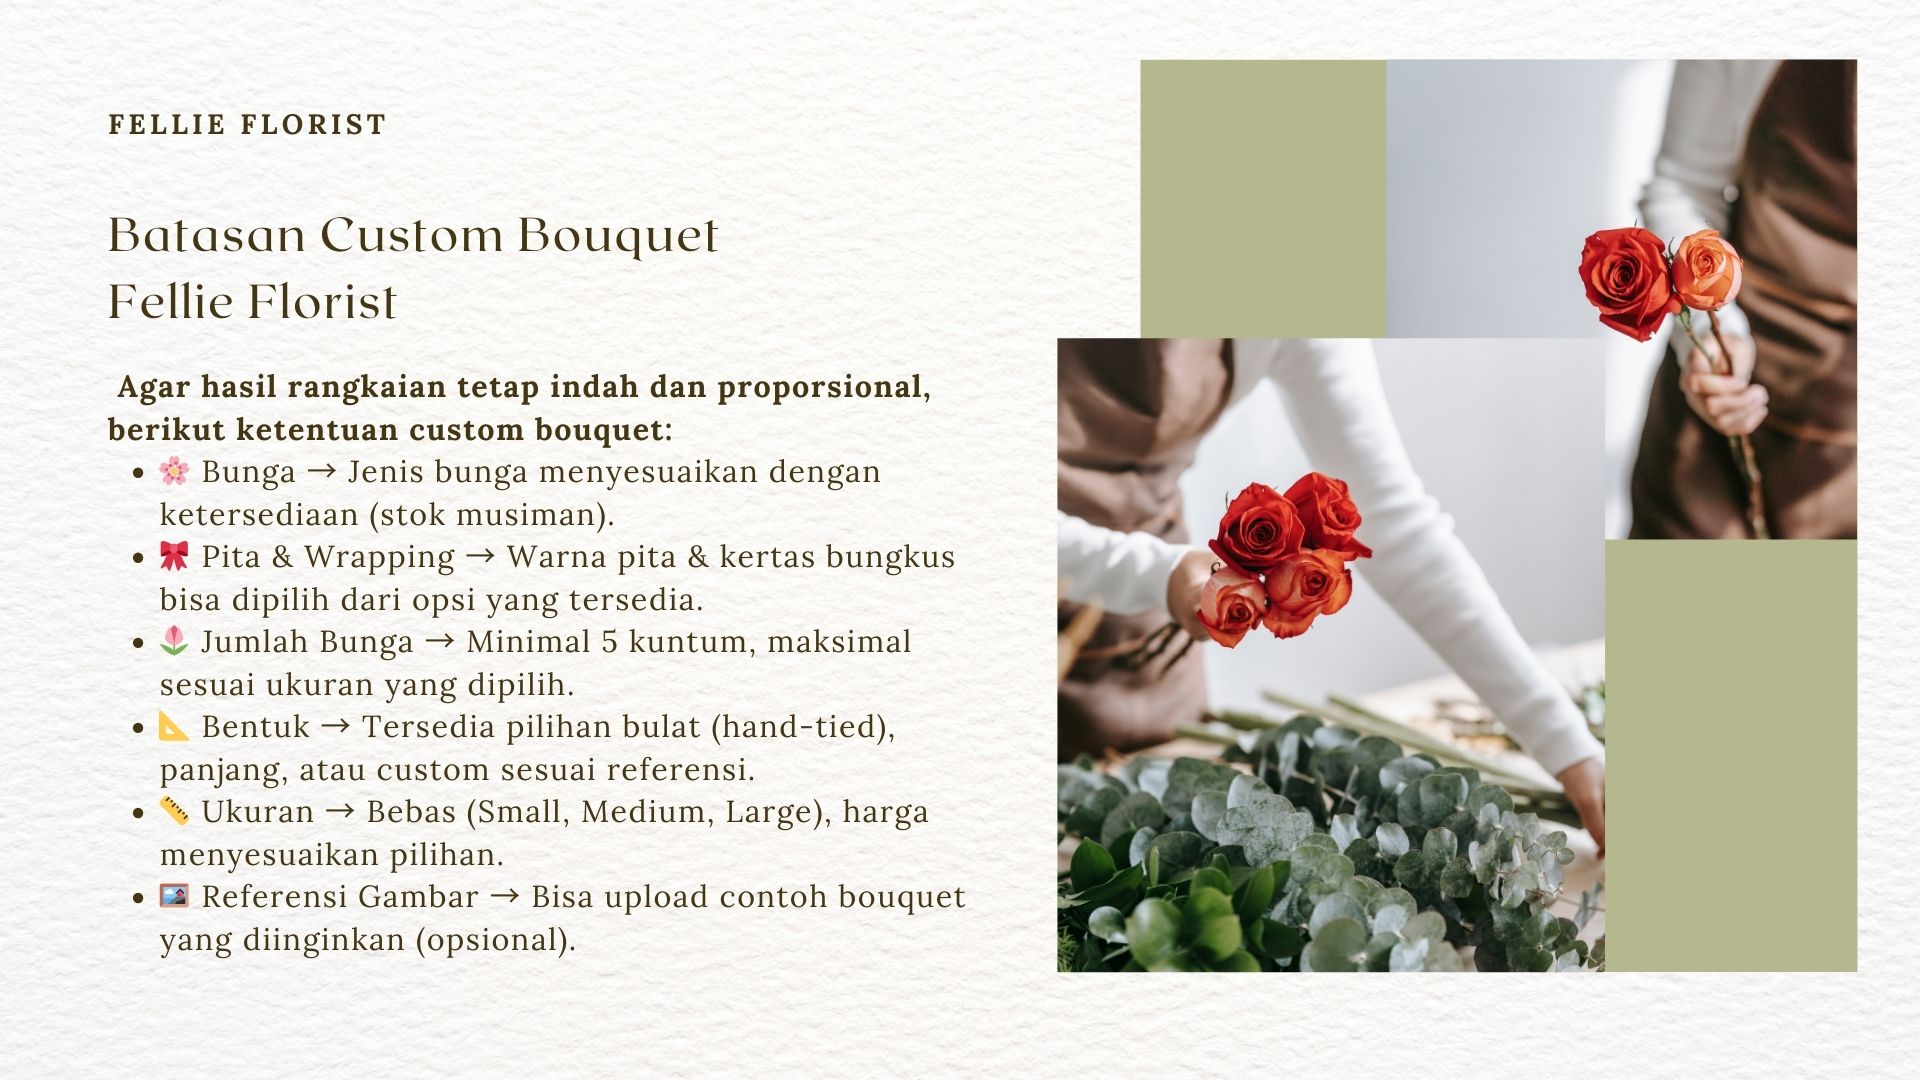 FELLIE FLORIST
Batasan Custom Bouquet
Fellie Florist
Agar hasil rangkaian tetap indah dan proporsional,
berikut ketentuan custom bouquet:
• 🌸 Bunga → Jenis bunga menyesuaikan dengan
ketersediaan (stok musiman).
• 🎀 Pita & Wrapping → Warna pita & kertas bungkus
bisa dipilih dari opsi yang tersedia.
• 🌷 Jumlah Bunga → Minimal 5 kuntum, maksimal
sesuai ukuran yang dipilih.
• 📐 Bentuk → Tersedia pilihan bulat (hand-tied),
panjang, atau custom sesuai referensi.
• 📏 Ukuran → Bebas (Small, Medium, Large), harga
menyesuaikan pilihan.
• 🖼️ Referensi Gambar → Bisa upload contoh bouquet
yang diinginkan (opsional).